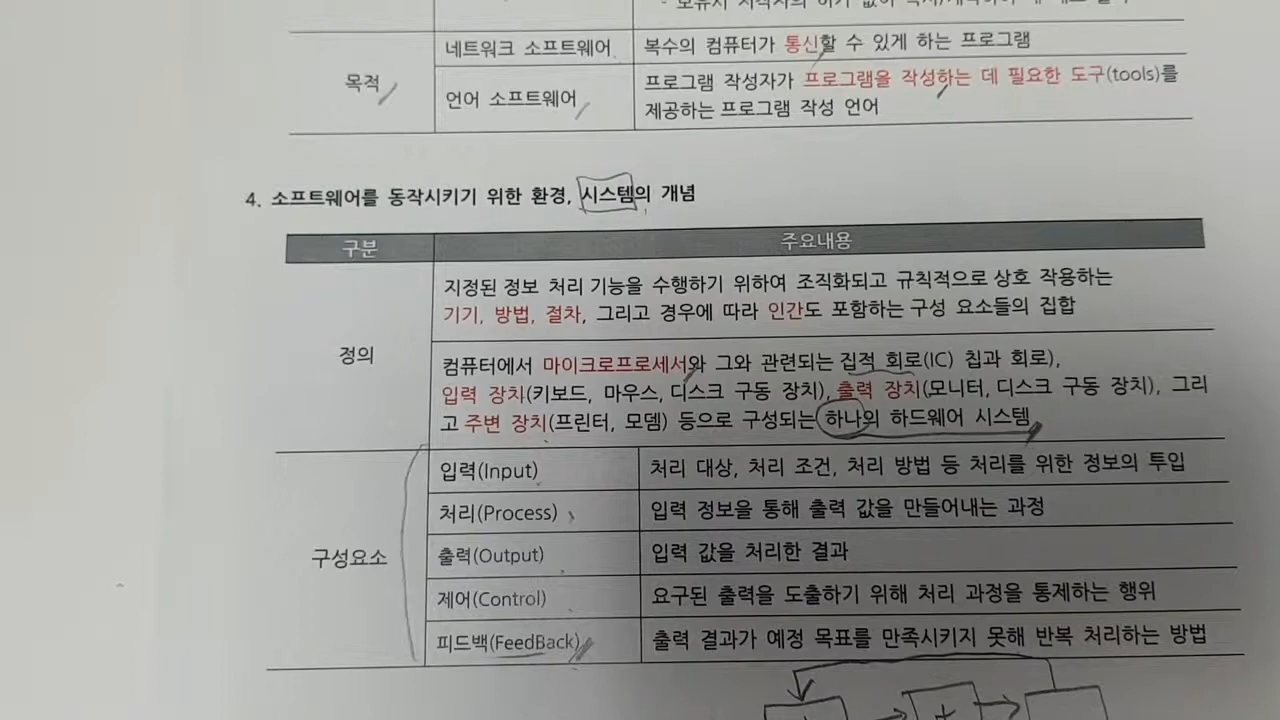 네트워크 소프트웨어 복수의 컴퓨터가 통신할 수 있게 하는 프로그램
목적
언어 소프트웨어
프로그램 작성자가 프로그램을 작성하는 데 필요한 도구(tools)를
제공하는 프로그램 작성 언어
4. 소프트웨어를 동작시키기 위한 환경, 시스템의 개념
구분 주요내용
정의
지정된 정보 처리 기능을 수행하기 위하여 조직화되고 규칙적으로 상호 작용하는
기기, 방법, 절차, 그리고 경우에 따라 인간도 포함하는 구성 요소들의 집합
컴퓨터에서 마이크로프로세서와 그와 관련되는 집적 회로(IC) 칩과 회로),
입력 장치(키보드, 마우스, 디스크 구동 장치), 출력 장치(모니터, 디스크 구동 장치), 그리
고 주변 장치(프린터, 모뎀) 등으로 구성되는 하나의 하드웨어 시스템
구성요소
입력(Input) 처리 대상, 처리 조건, 처리 방법 등 처리를 위한 정보의 투입
처리(Process) 입력 정보을 통해 출력 값을 만들어내는 과정
출력(Output) 입력 값을 처리한 결과
제어(Control) 요구된 출력을 도출하기 위해 처리 과정을 통제하는 행위
피드백(FeedBack) 출력 결과가 예정 목표를 만족시키지 못해 반복 처리하는 방법